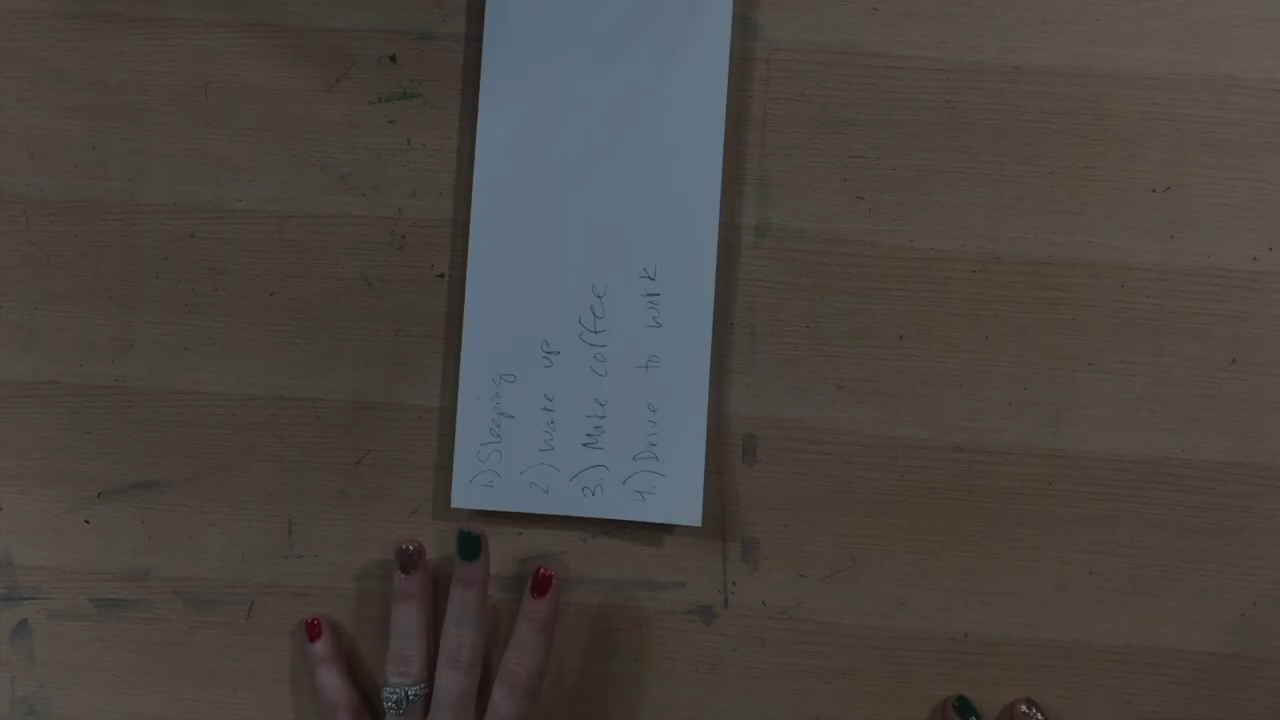 1.) Sleeping
2.) Wake up
3.) Make coffee
4.) Drive to work